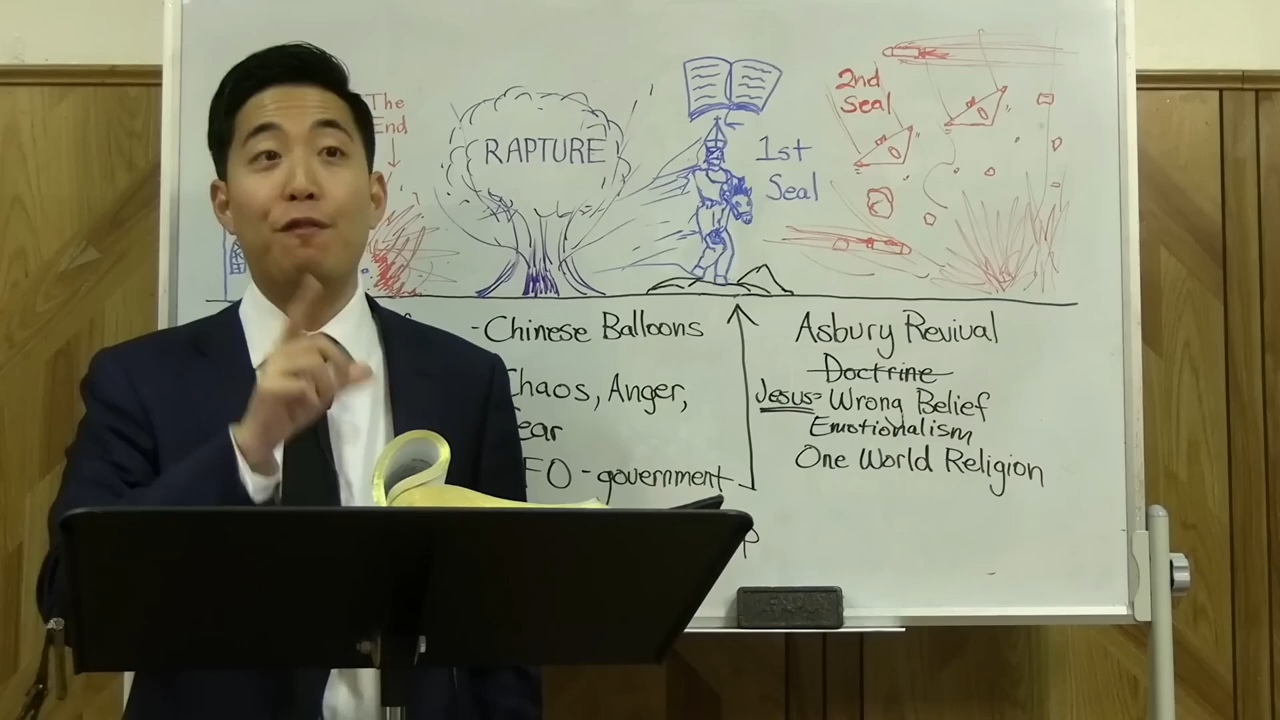 The
End
RAPTURE
1st
Seal
2nd
Seal
-Chinese Balloons
Chaos, Anger,
FO - government
Asbury Revival
Doctrine
Jesus = Wrong Belief
Emotionalism
One World Religion